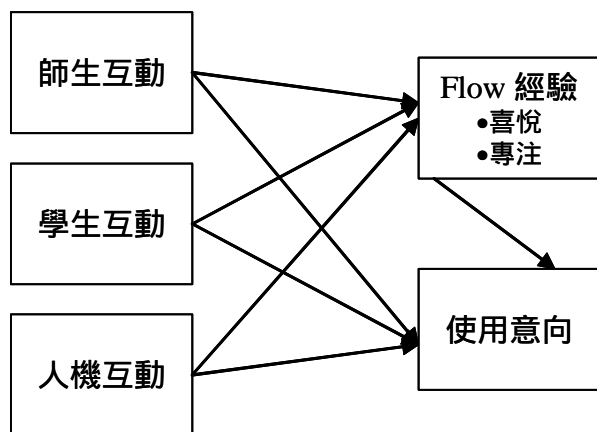 師生互動
學生互動
人機互動
Flow 經驗
•喜悅
•專注
使用意向